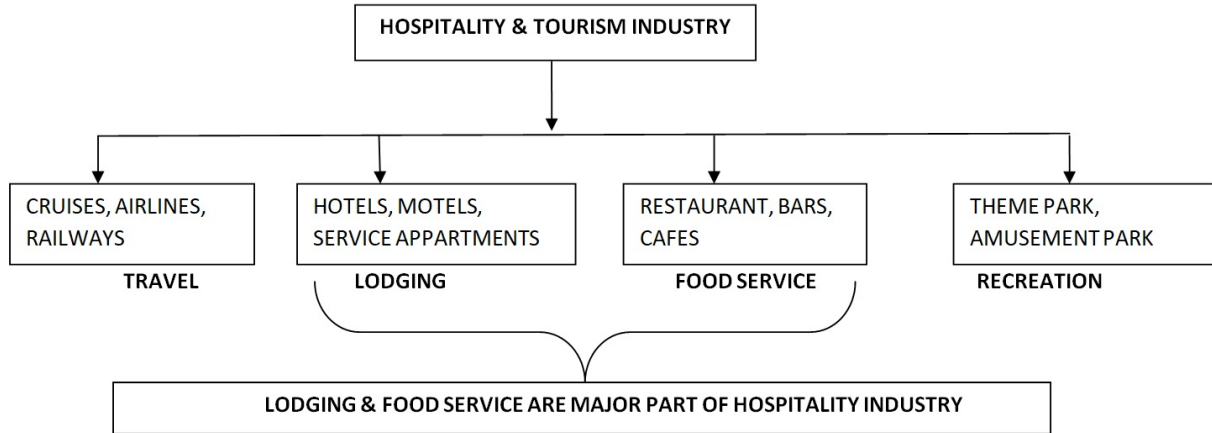 HOSPITALITY & TOURISM INDUSTRY
CRUISES, AIRLINES,
RAILWAYS
HOTELS, MOTELS,
SERVICE APPARTMENTS
RESTAURANT, BARS,
CAFES
THEME PARK,
AMUSEMENT PARK
TRAVEL
LODGING
FOOD SERVICE
RECREATION
LODGING & FOOD SERVICE ARE MAJOR PART OF HOSPITALITY INDUSTRY